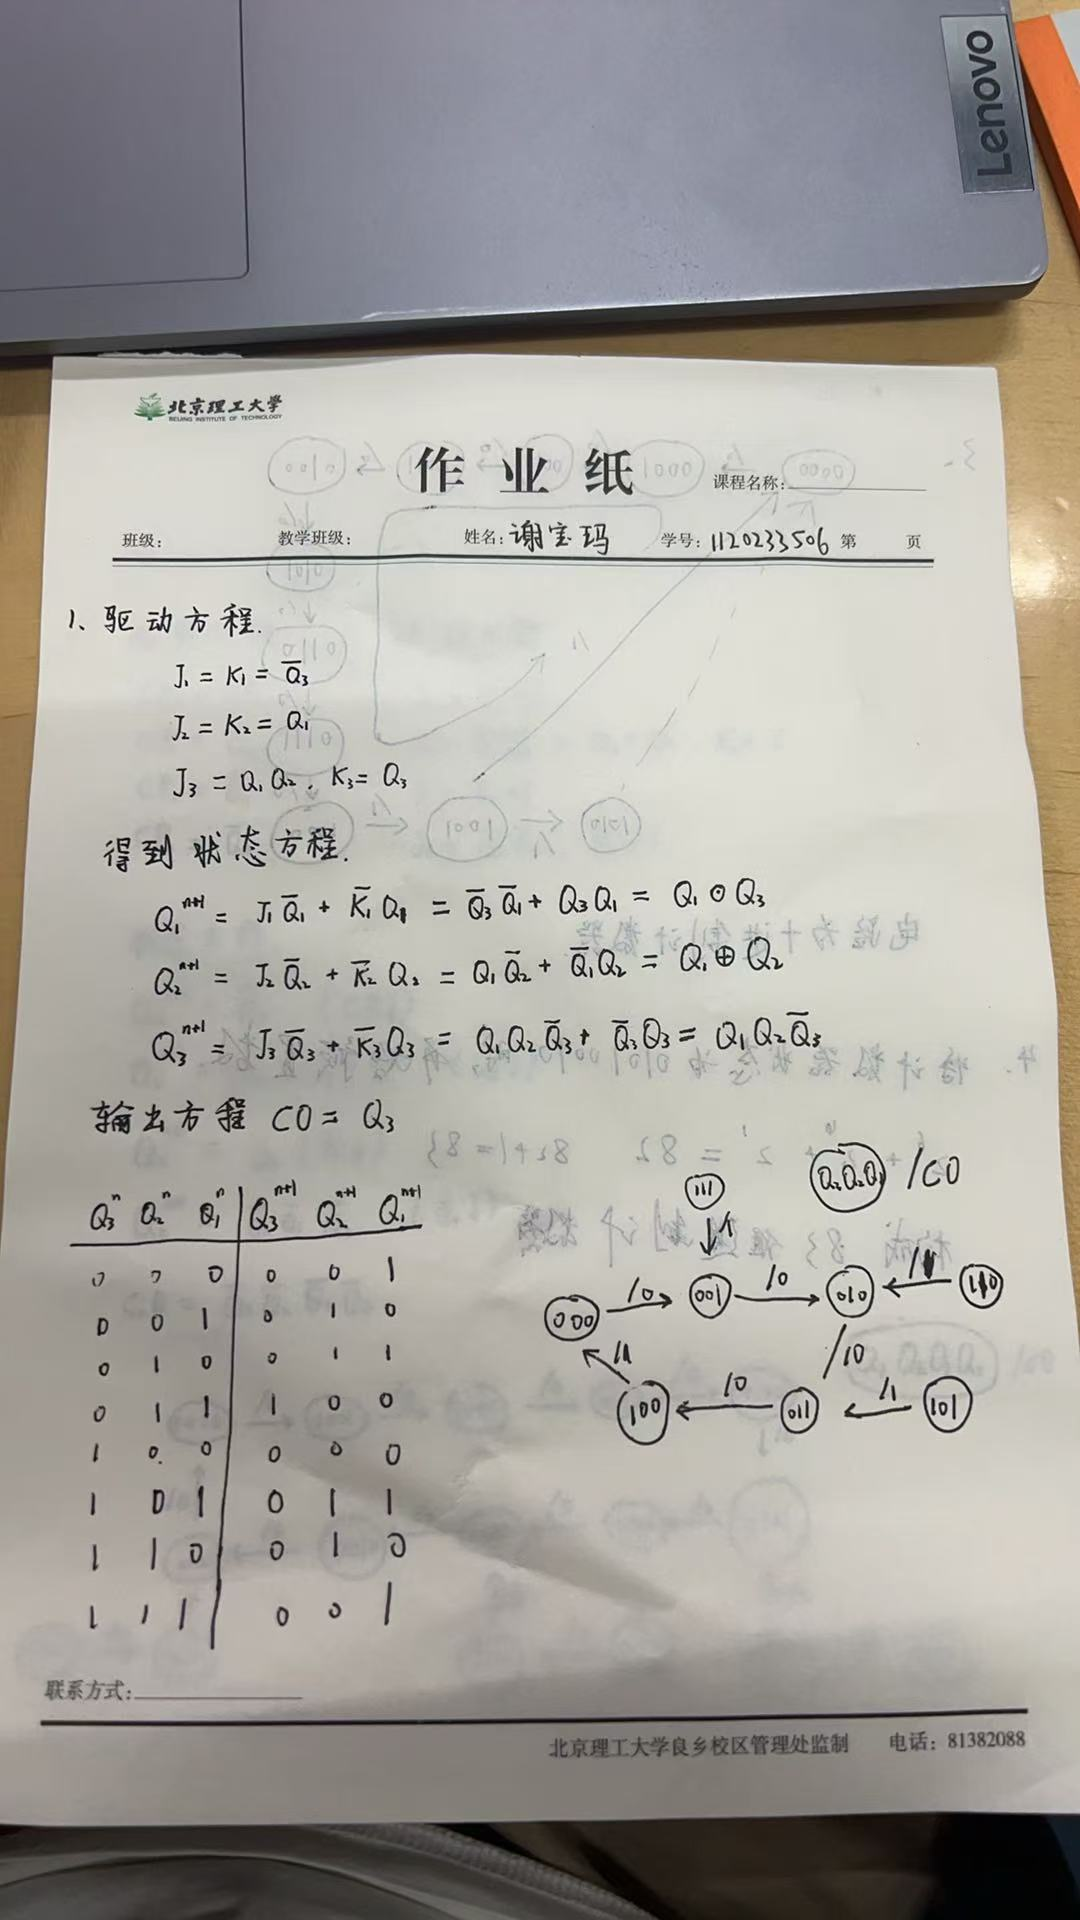 Lenovo
北京理工大学
BEIJING INSTITUTE OF TECHNOLOGY
作业纸
课程名称:
班级: 教学班级: 姓名: 谢宝玛 学号: 1120233506 第 页
1、驱动方程.
J₁ = K₁ = Q̅₃
J₂ = K₂ = Q₁
J₃ = Q₁Q₂ . K₃ = Q₃
得到状态方程.
Q₁ⁿ⁺¹ = J₁Q̅₁ + K̅₁Q₁ = Q̅₃Q̅₁ + Q₃Q₁ = Q₁⊙Q₃
Q₂ⁿ⁺¹ = J₂Q̅₂ + K̅₂Q₂ = Q₁Q̅₂ + Q̅₁Q₂ = Q₁⊕Q₂
Q₃ⁿ⁺¹ = J₃Q̅₃ + K̅₃Q₃ = Q₁Q₂Q̅₃ + Q̅₃Q₃ = Q₁Q₂Q̅₃
输出方程 CO = Q₃
Q₃ⁿ Q₂ⁿ Q₁ⁿ Q₃ⁿ⁺¹ Q₂ⁿ⁺¹ Q₁ⁿ⁺¹
0 0 0 0 0 1
0 0 1 0 1 0
0 1 0 0 1 1
0 1 1 1 0 0
1 0 0 0 0 0
1 0 1 0 1 1
1 1 0 0 1 0
1 1 1 0 0 1
Q₃Q₂Q₁ /CO
111
/1
000 /0 001 /0 010 /1 110
/1 /0
100 /0 011 /1 101
联系方式:
北京理工大学良乡校区管理处监制 电话: 81382088